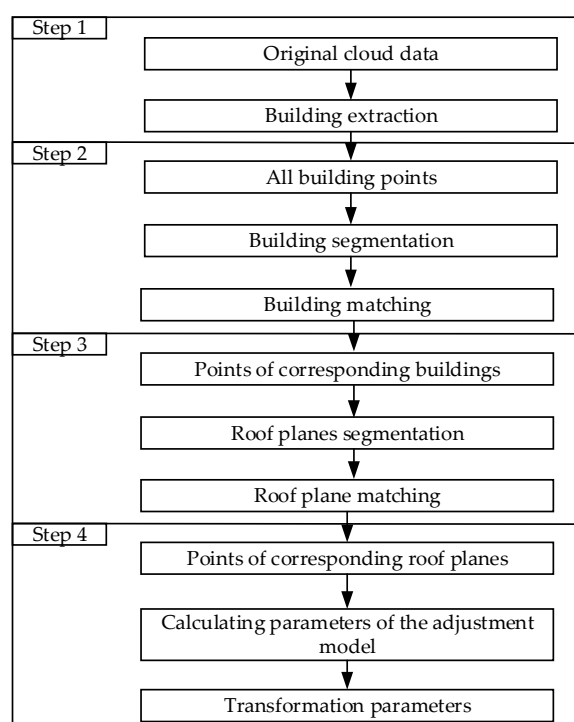 Step 1
Original cloud data
Building extraction
Step 2
All building points
Building segmentation
Building matching
Step 3
Points of corresponding buildings
Roof planes segmentation
Roof plane matching
Step 4
Points of corresponding roof planes
Calculating parameters of the adjustment
model
Transformation parameters